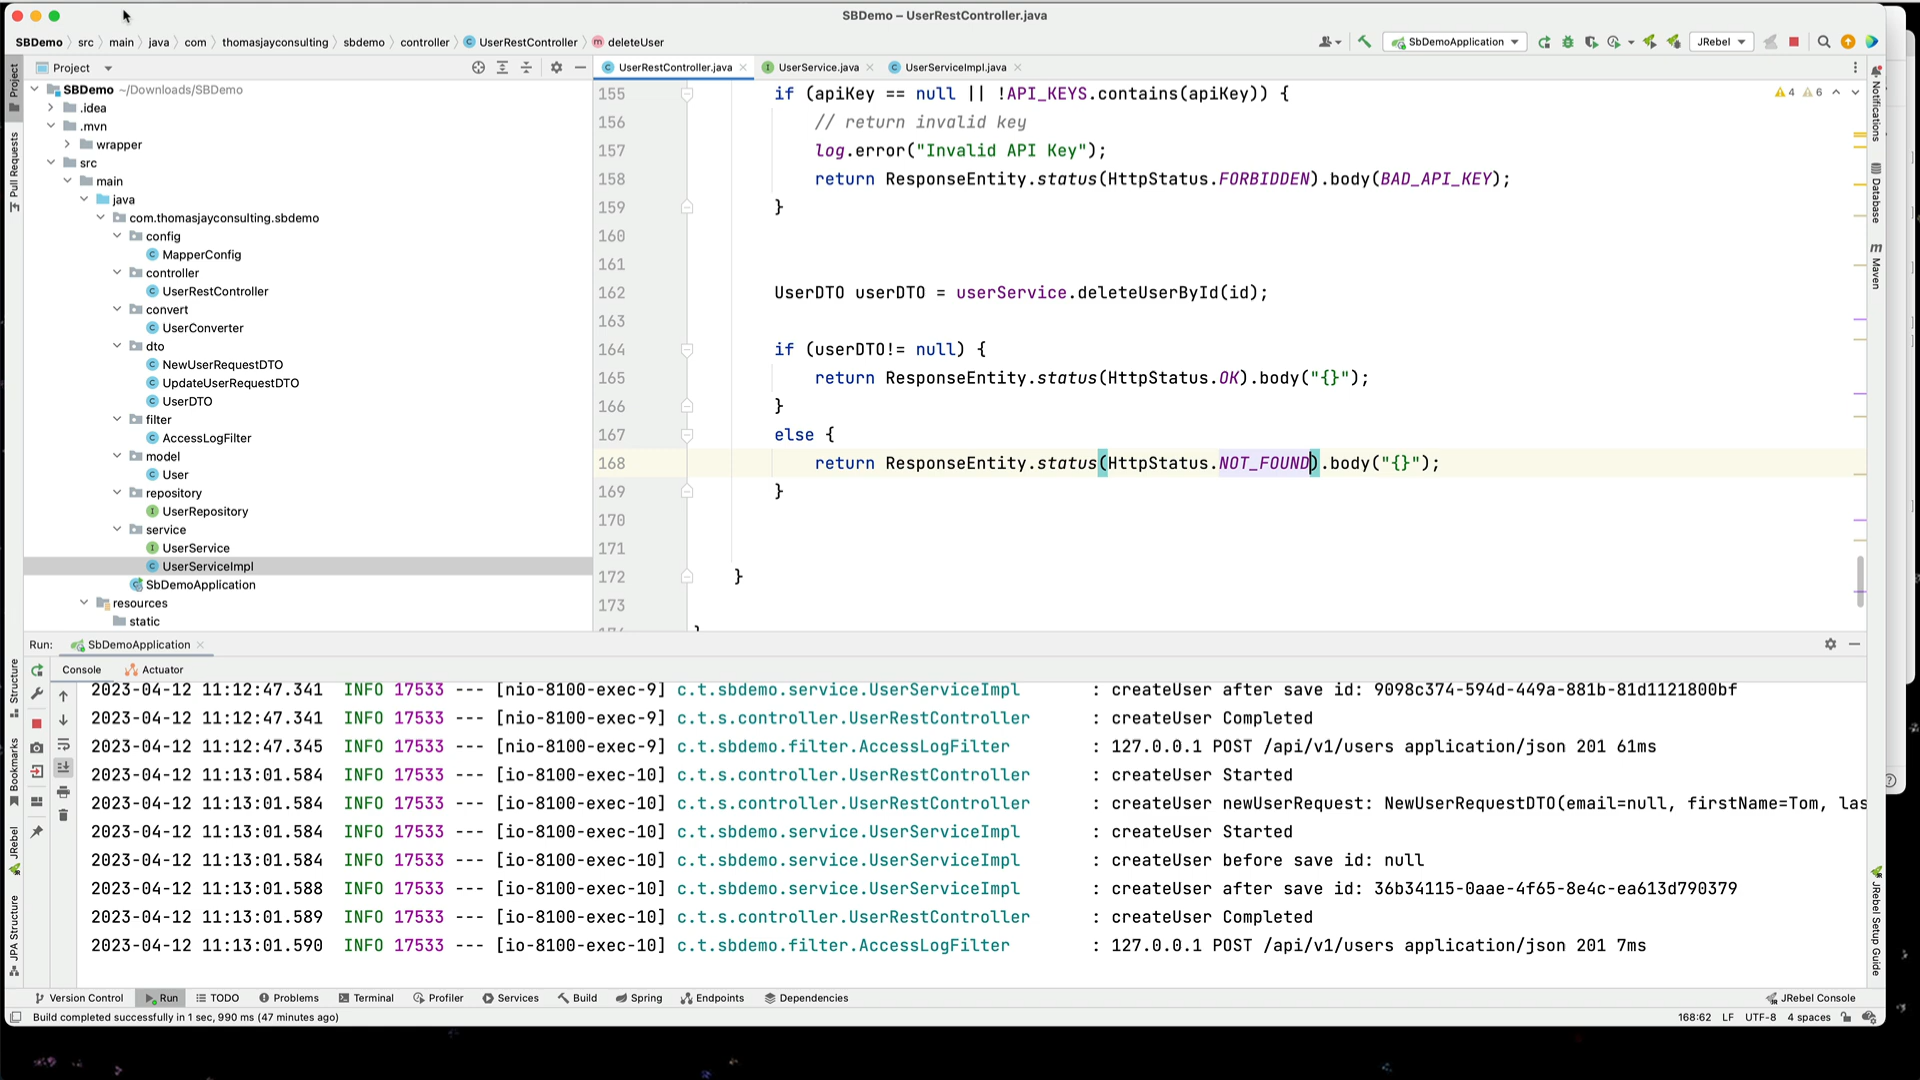 SBDemo – UserRestController.java
SBDemo src main java com thomasjayconsulting sbdemo controller UserRestController deleteUser SbDemoApplication JRebel
Project UserRestController.java UserService.java UserServiceImpl.java
SBDemo ~/Downloads/SBDemo
.idea
.mvn
wrapper
src
main
java
com.thomasjayconsulting.sbdemo
config
MapperConfig
controller
UserRestController
convert
UserConverter
dto
NewUserRequestDTO
UpdateUserRequestDTO
UserDTO
filter
AccessLogFilter
model
User
repository
UserRepository
service
UserService
UserServiceImpl
SbDemoApplication
resources
static
155 if (apiKey == null || !API_KEYS.contains(apiKey)) {
156 // return invalid key
157 log.error("Invalid API Key");
158 return ResponseEntity.status(HttpStatus.FORBIDDEN).body(BAD_API_KEY);
159 }
160
161
162 UserDTO userDTO = userService.deleteUserById(id);
163
164 if (userDTO!= null) {
165 return ResponseEntity.status(HttpStatus.OK).body("{}");
166 }
167 else {
168 return ResponseEntity.status(HttpStatus.NOT_FOUND).body("{}");
169 }
170
171
172 }
173
4 6
Project
Pull Requests
Structure
Bookmarks
JRebel
JPA Structure
Notifications
Database
Maven
JRebel Setup Guide
Run: SbDemoApplication
Console Actuator
2023-04-12 11:12:47.341 INFO 17533 --- [nio-8100-exec-9] c.t.sbdemo.service.UserServiceImpl : createUser after save id: 9098c374-594d-449a-881b-81d1121800bf
2023-04-12 11:12:47.341 INFO 17533 --- [nio-8100-exec-9] c.t.s.controller.UserRestController : createUser Completed
2023-04-12 11:12:47.345 INFO 17533 --- [nio-8100-exec-9] c.t.sbdemo.filter.AccessLogFilter : 127.0.0.1 POST /api/v1/users application/json 201 61ms
2023-04-12 11:13:01.584 INFO 17533 --- [io-8100-exec-10] c.t.s.controller.UserRestController : createUser Started
2023-04-12 11:13:01.584 INFO 17533 --- [io-8100-exec-10] c.t.s.controller.UserRestController : createUser newUserRequest: NewUserRequestDTO(email=null, firstName=Tom, las
2023-04-12 11:13:01.584 INFO 17533 --- [io-8100-exec-10] c.t.sbdemo.service.UserServiceImpl : createUser Started
2023-04-12 11:13:01.584 INFO 17533 --- [io-8100-exec-10] c.t.sbdemo.service.UserServiceImpl : createUser before save id: null
2023-04-12 11:13:01.588 INFO 17533 --- [io-8100-exec-10] c.t.sbdemo.service.UserServiceImpl : createUser after save id: 36b34115-0aae-4f65-8e4c-ea613d790379
2023-04-12 11:13:01.589 INFO 17533 --- [io-8100-exec-10] c.t.s.controller.UserRestController : createUser Completed
2023-04-12 11:13:01.590 INFO 17533 --- [io-8100-exec-10] c.t.sbdemo.filter.AccessLogFilter : 127.0.0.1 POST /api/v1/users application/json 201 7ms
Version Control Run TODO Problems Terminal Profiler Services Build Spring Endpoints Dependencies JRebel Console
Build completed successfully in 1 sec, 990 ms (47 minutes ago) 168:62 LF UTF-8 4 spaces